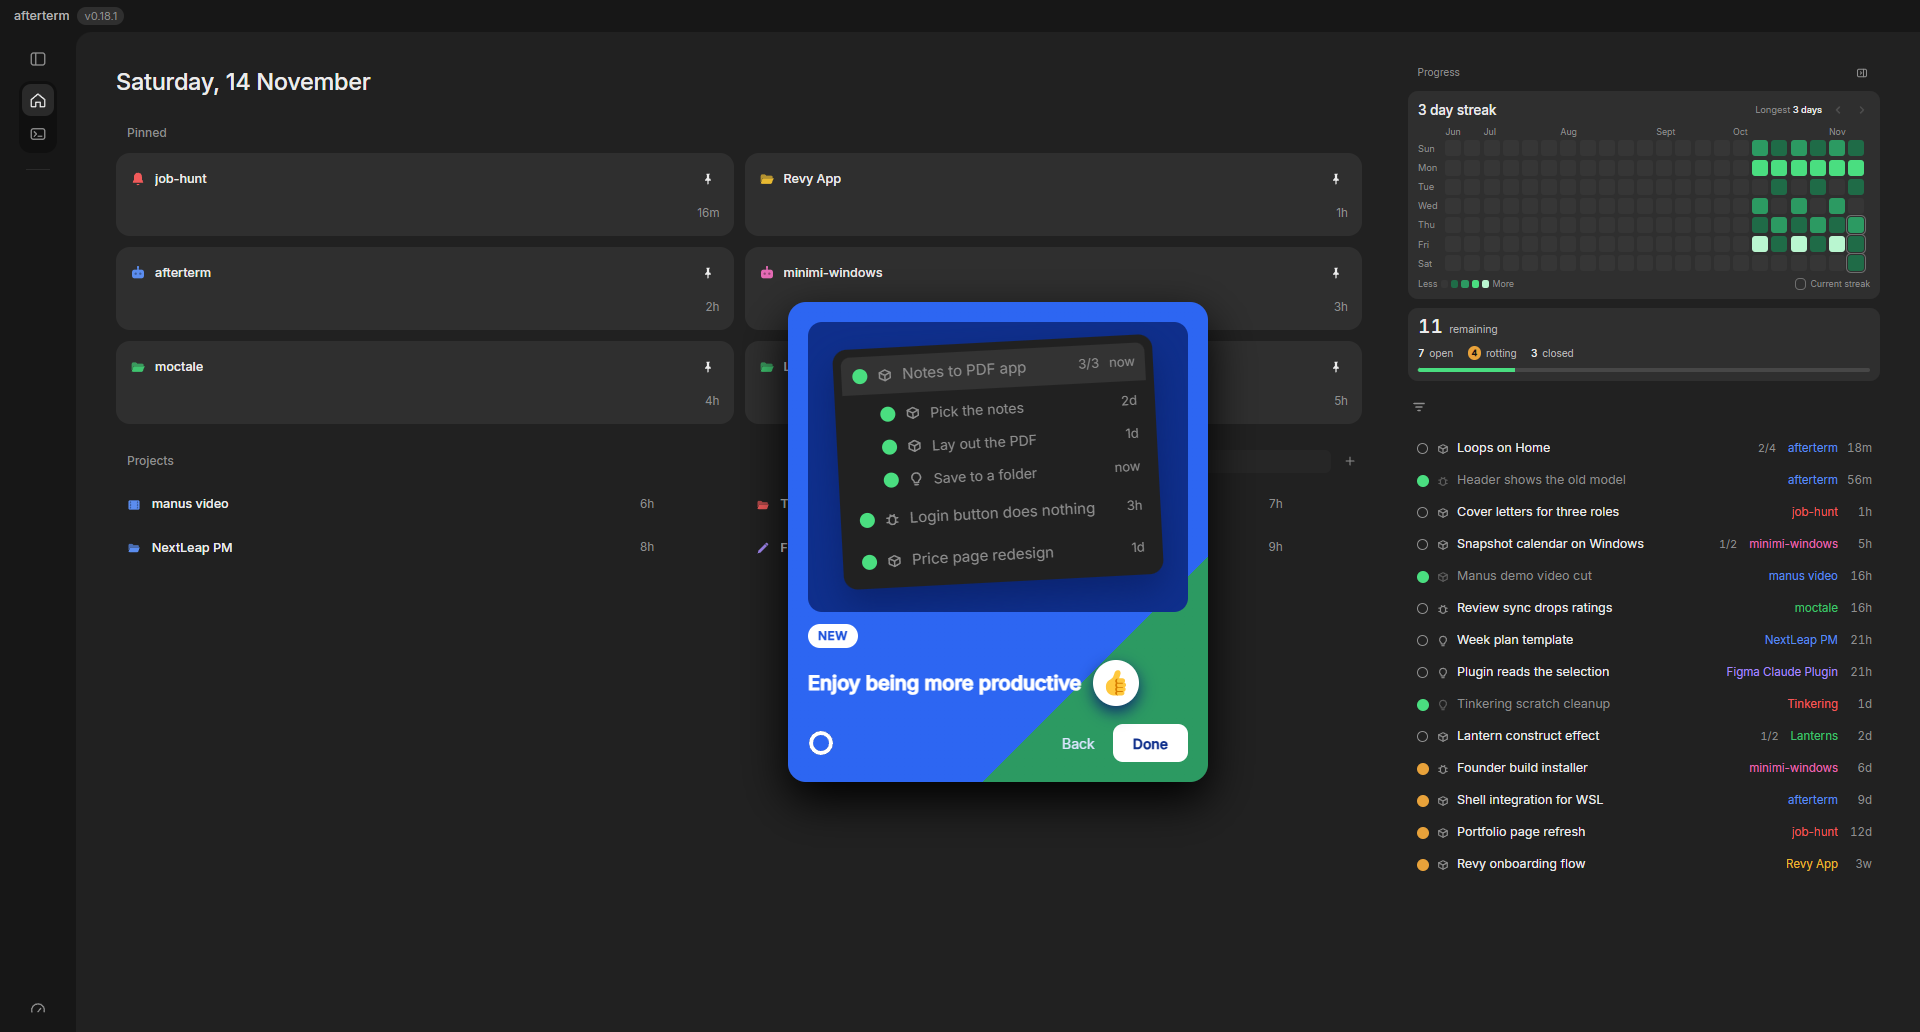 afterterm v0.18.1
Saturday, 14 November
Pinned
job-hunt
16m
Revy App
1h
afterterm
2h
minimi-windows
3h
moctale
4h
L
5h
Projects
manus video 6h
T 7h
NextLeap PM 8h
F 9h
Notes to PDF app 3/3 now
Pick the notes 2d
Lay out the PDF 1d
Save to a folder now
Login button does nothing 3h
Price page redesign 1d
NEW
Enjoy being more productive
Back Done
Progress
3 day streak Longest 3 days
Jun Jul Aug Sept Oct Nov
Sun
Mon
Tue
Wed
Thu
Fri
Sat
Less More Current streak
11 remaining
7 open 4 rotting 3 closed
Loops on Home 2/4 afterterm 18m
Header shows the old model afterterm 56m
Cover letters for three roles job-hunt 1h
Snapshot calendar on Windows 1/2 minimi-windows 5h
Manus demo video cut manus video 16h
Review sync drops ratings moctale 16h
Week plan template NextLeap PM 21h
Plugin reads the selection Figma Claude Plugin 21h
Tinkering scratch cleanup Tinkering 1d
Lantern construct effect 1/2 Lanterns 2d
Founder build installer minimi-windows 6d
Shell integration for WSL afterterm 9d
Portfolio page refresh job-hunt 12d
Revy onboarding flow Revy App 3w